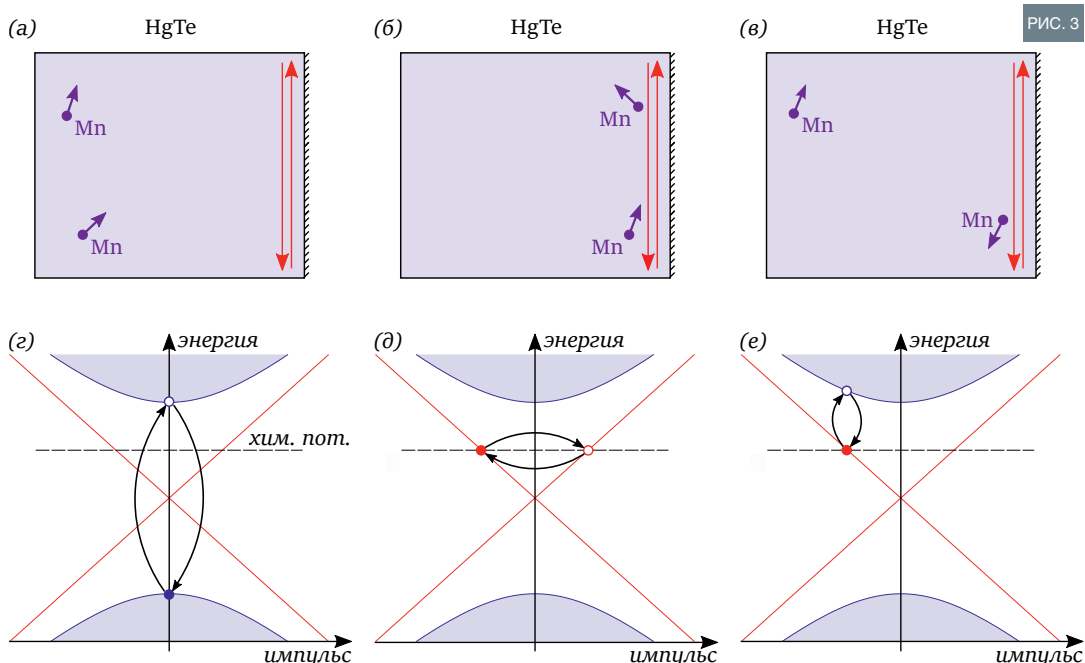 (а)
HgTe
(б)
HgTe
(в)
HgTe
РИС. 3
Mn
Mn
Mn
Mn
Mn
Mn
(г)
энергия
(д)
энергия
(е)
энергия
хим. пот.
импульс
импульс
импульс